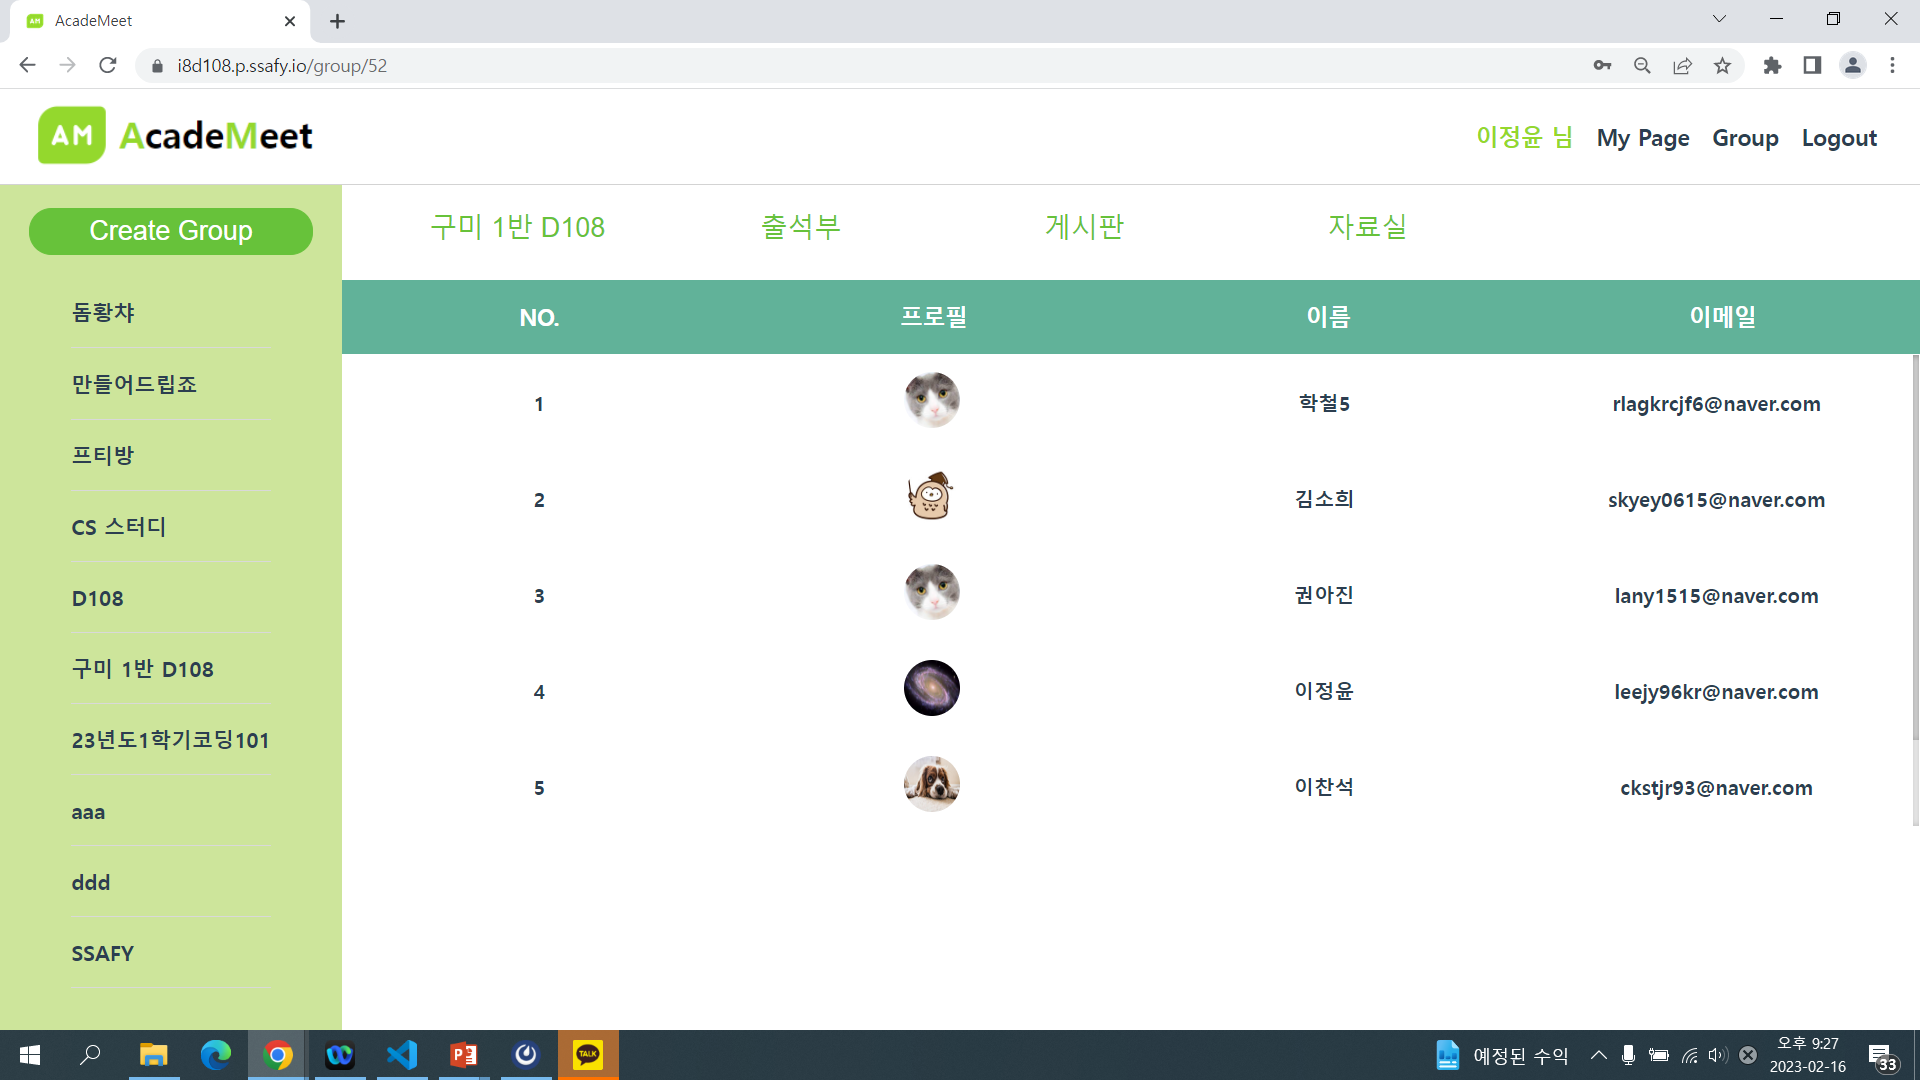 AcadeMeet
i8d108.p.ssafy.io/group/52
AM AcadeMeet
이정윤 님 My Page Group Logout
Create Group
구미 1반 D108 출석부 게시판 자료실
돔황챠
만들어드립죠
프티방
CS 스터디
D108
구미 1반 D108
23년도1학기코딩101
aaa
ddd
SSAFY
NO. 프로필 이름 이메일
1 학철5 rlagkrcjf6@naver.com
2 김소희 skyey0615@naver.com
3 권아진 lany1515@naver.com
4 이정윤 leejy96kr@naver.com
5 이찬석 ckstjr93@naver.com
TALK
예정된 수익
오후 9:27
2023-02-16
33